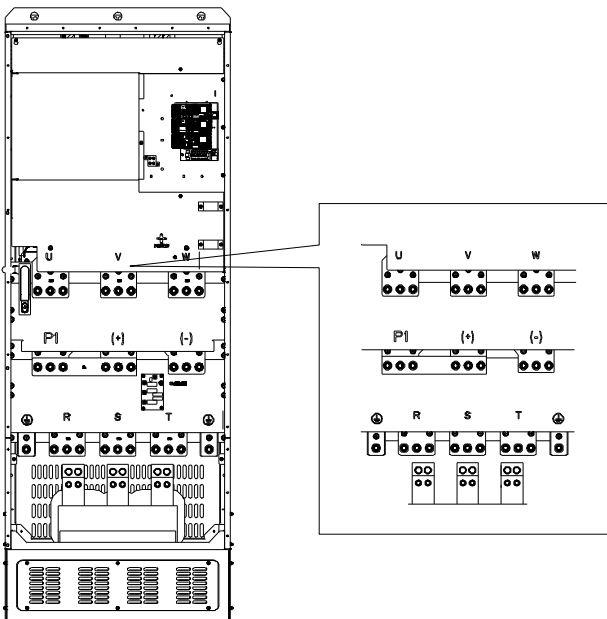 U V W
P1 (+) (-)
R S T
U V W
P1 (+) (-)
R S T